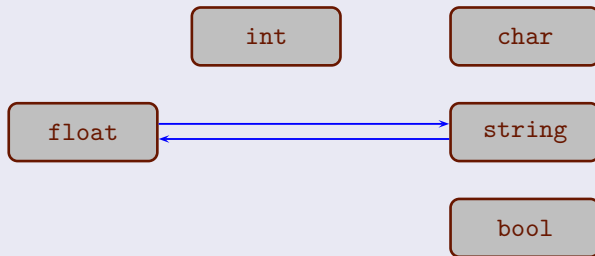 int
char
float
string
bool